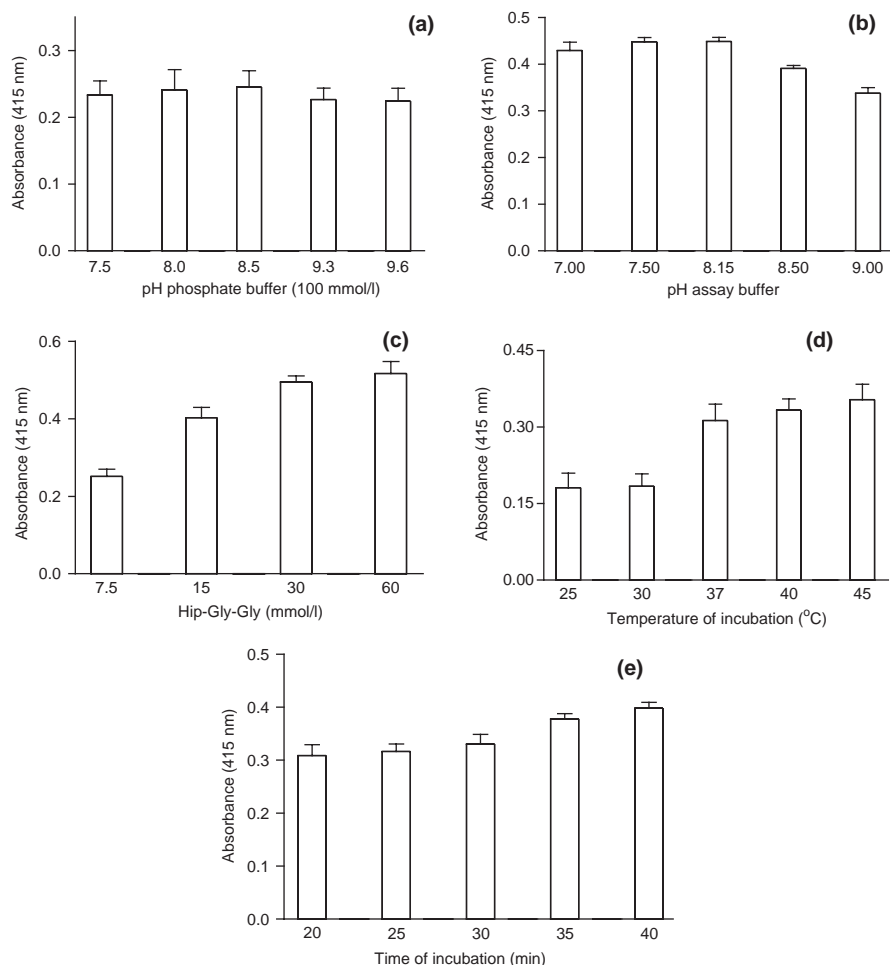 (a)
Absorbance (415 nm)
0.3
0.2
0.1
0.0
7.5 8.0 8.5 9.3 9.6
pH phosphate buffer (100 mmol/l)
(b)
Absorbance (415 nm)
0.5
0.4
0.3
0.2
0.1
0.0
7.00 7.50 8.15 8.50 9.00
pH assay buffer
(c)
Absorbance (415 nm)
0.6
0.4
0.2
0.0
7.5 15 30 60
Hip-Gly-Gly (mmol/l)
(d)
Absorbance (415 nm)
0.45
0.30
0.15
0.00
25 30 37 40 45
Temperature of incubation (°C)
(e)
Absorbance (415 nm)
0.5
0.4
0.3
0.2
0.1
0.0
20 25 30 35 40
Time of incubation (min)